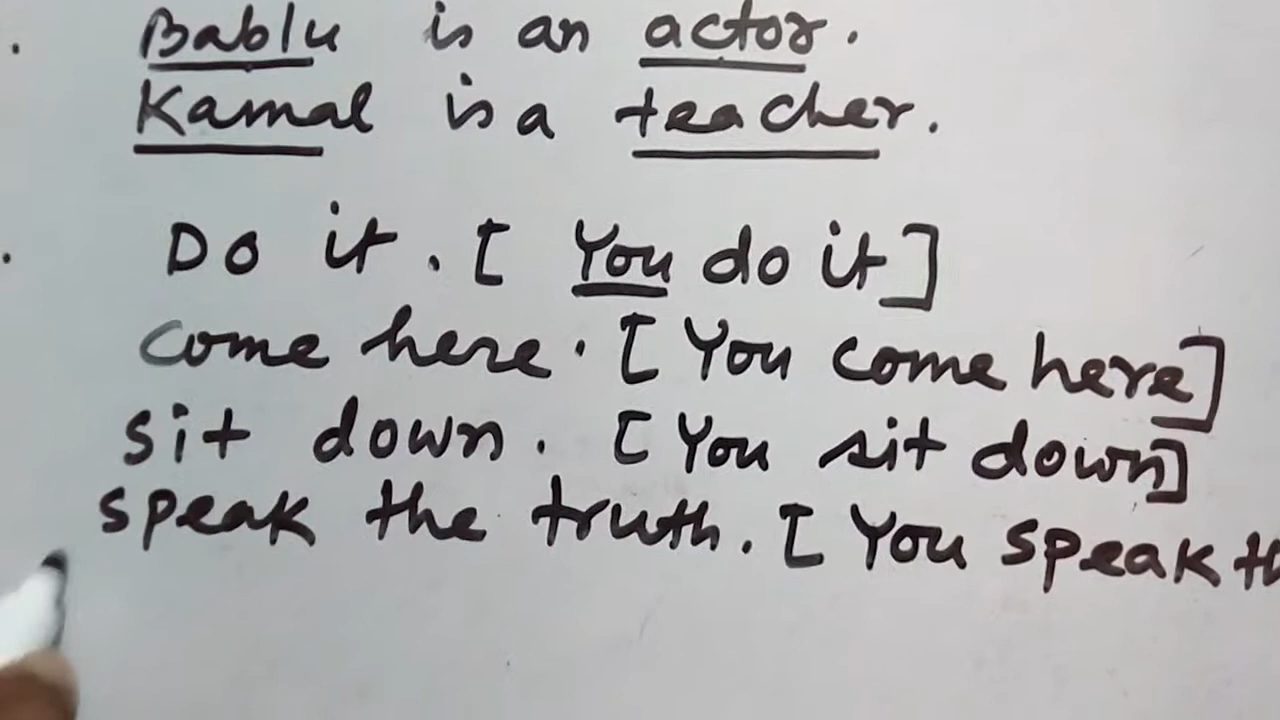 . Bablu is an actor.
Kamal is a teacher.
. Do it. [ You do it ]
come here. [ You come here ]
sit down. [ You sit down ]
speak the truth. [ You speak